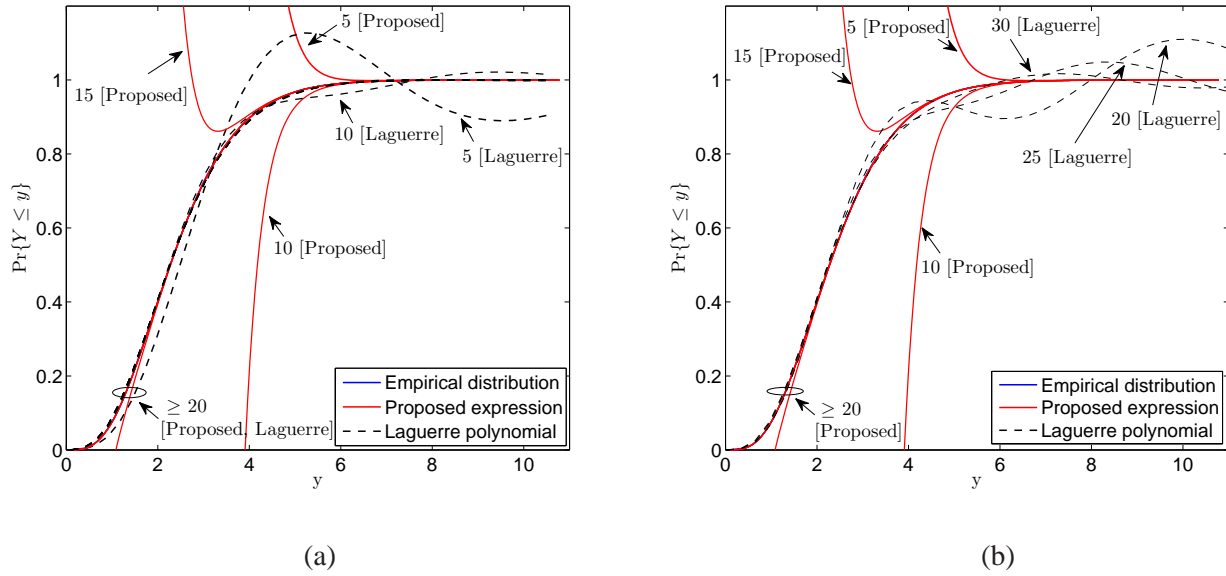 5 [Proposed]
15 [Proposed]
10 [Laguerre]
5 [Laguerre]
10 [Proposed]
≥ 20
[Proposed, Laguerre]
Pr{Y ≤ y}
1
0.8
0.6
0.4
0.2
0
0 2 4 6 8 10
y
Empirical distribution
Proposed expression
Laguerre polynomial
(a)
30 [Laguerre]
5 [Proposed]
15 [Proposed]
20 [Laguerre]
25 [Laguerre]
10 [Proposed]
≥ 20
[Proposed]
Pr{Y ≤ y}
1
0.8
0.6
0.4
0.2
0
0 2 4 6 8 10
y
Empirical distribution
Proposed expression
Laguerre polynomial
(b)